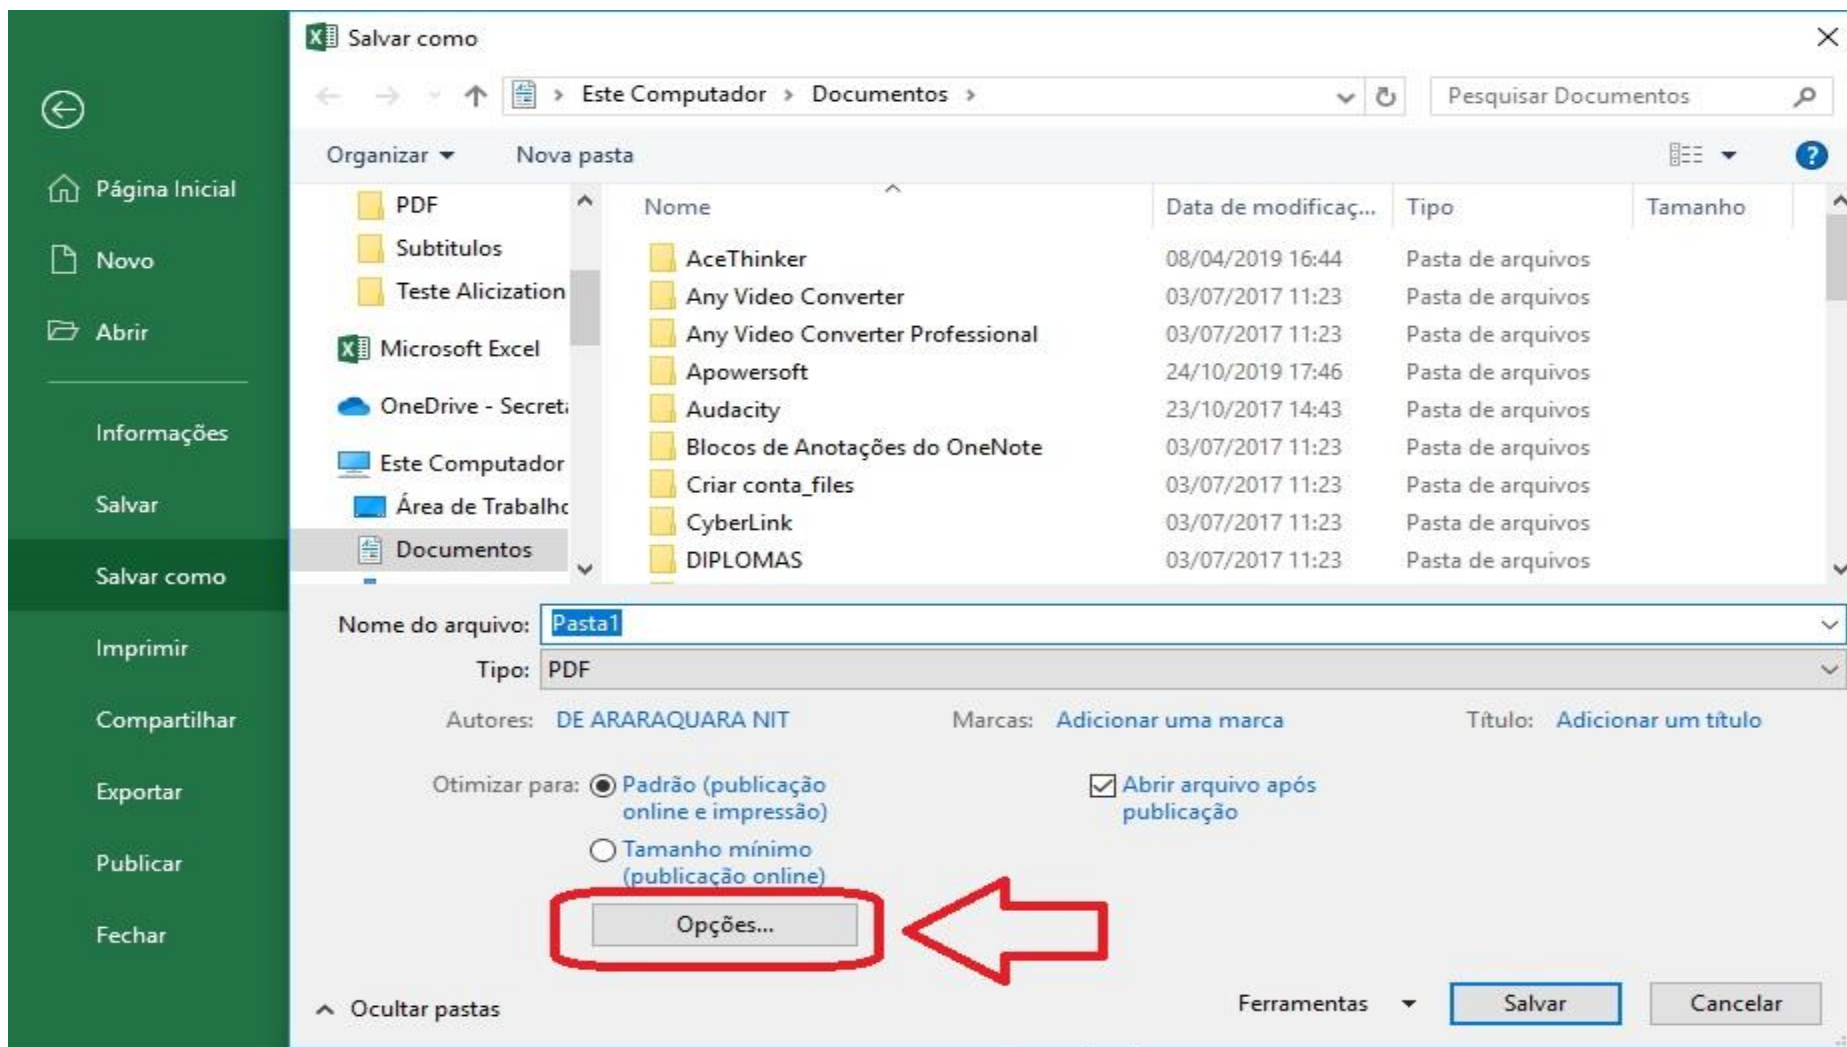 Salvar como
Este Computador > Documentos >
Pesquisar Documentos
Organizar
Nova pasta
Página Inicial
Novo
Abrir
Informações
Salvar
Salvar como
Imprimir
Compartilhar
Exportar
Publicar
Fechar
PDF
Subtitulos
Teste Alicization
Microsoft Excel
OneDrive - Secret
Este Computador
Área de Trabalho
Documentos
Nome Data de modificaç... Tipo Tamanho
AceThinker 08/04/2019 16:44 Pasta de arquivos
Any Video Converter 03/07/2017 11:23 Pasta de arquivos
Any Video Converter Professional 03/07/2017 11:23 Pasta de arquivos
Apowersoft 24/10/2019 17:46 Pasta de arquivos
Audacity 23/10/2017 14:43 Pasta de arquivos
Blocos de Anotações do OneNote 03/07/2017 11:23 Pasta de arquivos
Criar conta_files 03/07/2017 11:23 Pasta de arquivos
CyberLink 03/07/2017 11:23 Pasta de arquivos
DIPLOMAS 03/07/2017 11:23 Pasta de arquivos
Nome do arquivo: Pasta1
Tipo: PDF
Autores: DE ARARAQUARA NIT Marcas: Adicionar uma marca Título: Adicionar um título
Otimizar para: Padrão (publicação
online e impressão)
Tamanho mínimo
(publicação online)
Abrir arquivo após
publicação
Opções...
Ocultar pastas
Ferramentas
Salvar
Cancelar